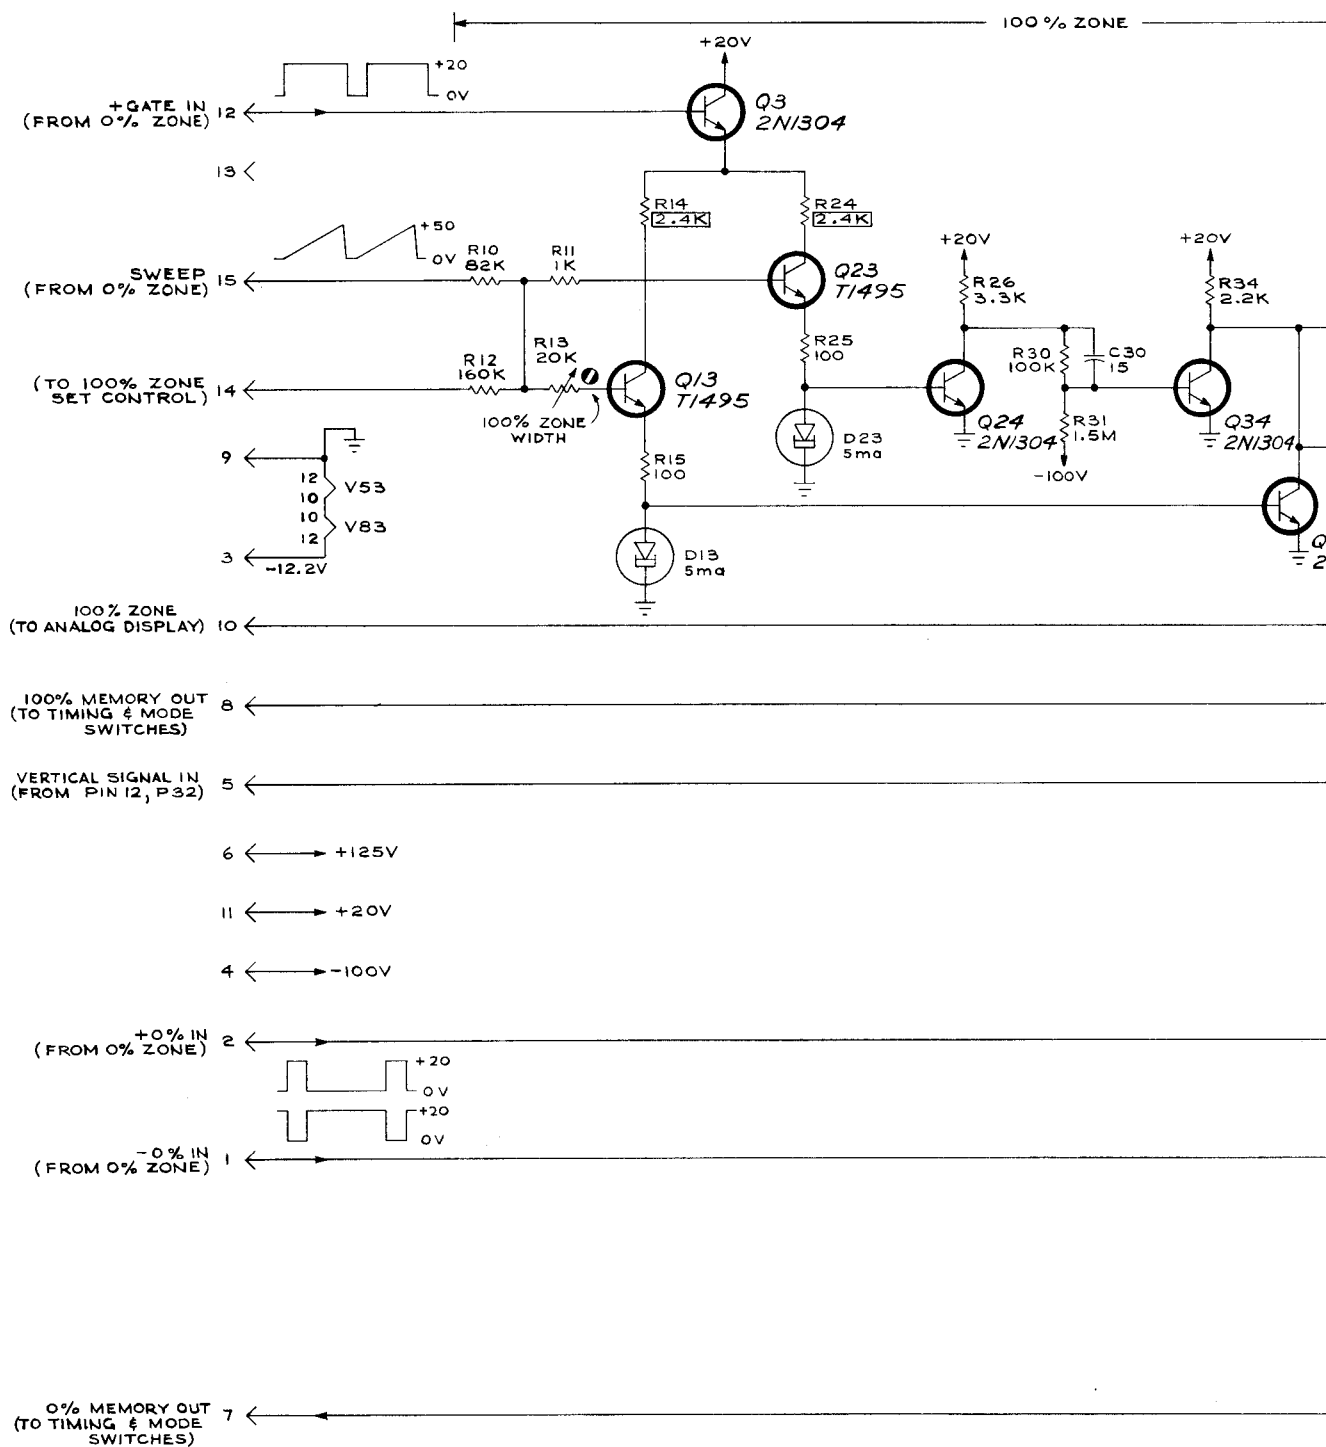 100% ZONE
+20V
+20
0V
+GATE IN
(FROM 0% ZONE) 12
Q3
2N1304
13
R14
2.4K
R24
2.4K
+50
0V
SWEEP
(FROM 0% ZONE) 15
R10
82K
R11
1K
Q23
T1495
+20V
R26
3.3K
+20V
R34
2.2K
R25
100
R30
100K
C30
15
(TO 100% ZONE
SET CONTROL) 14
R12
160K
R13
20K
100% ZONE
WIDTH
Q13
T1495
Q24
2N1304
R31
1.5M
-100V
Q34
2N1304
D23
5ma
9
12
10
V53
10
12
V83
3
-12.2V
R15
100
D13
5ma
Q
2
100% ZONE
(TO ANALOG DISPLAY) 10
100% MEMORY OUT
(TO TIMING & MODE
SWITCHES)
8
VERTICAL SIGNAL IN
(FROM PIN 12, P32)
5
6 +125V
11 +20V
4 -100V
+0% IN
(FROM 0% ZONE) 2
+20
0V
+20
0V
-0% IN
(FROM 0% ZONE) 1
0% MEMORY OUT
(TO TIMING & MODE
SWITCHES)
7